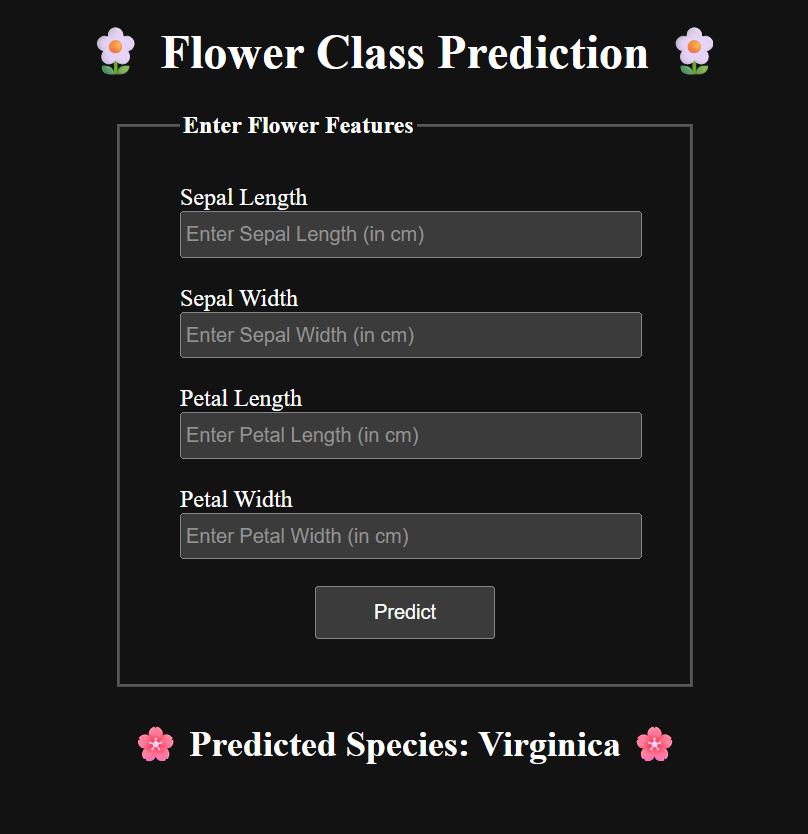 Flower Class Prediction
Enter Flower Features
Sepal Length
Enter Sepal Length (in cm)
Sepal Width
Enter Sepal Width (in cm)
Petal Length
Enter Petal Length (in cm)
Petal Width
Enter Petal Width (in cm)
Predict
Predicted Species: Virginica